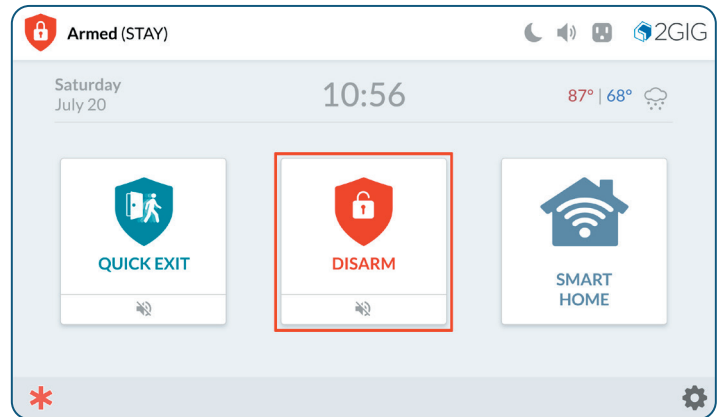 Armed (STAY)
2GIG
Saturday
July 20
10:56
87° | 68°
QUICK EXIT
DISARM
SMART
HOME